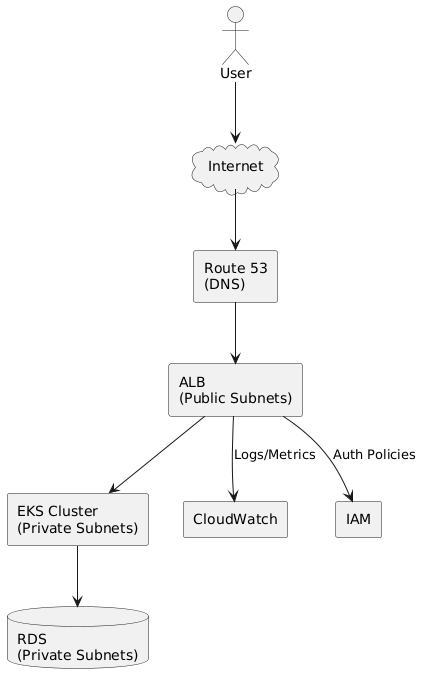 User
Internet
Route 53
(DNS)
ALB
(Public Subnets)
Logs/Metrics
Auth Policies
EKS Cluster
(Private Subnets)
CloudWatch
IAM
RDS
(Private Subnets)